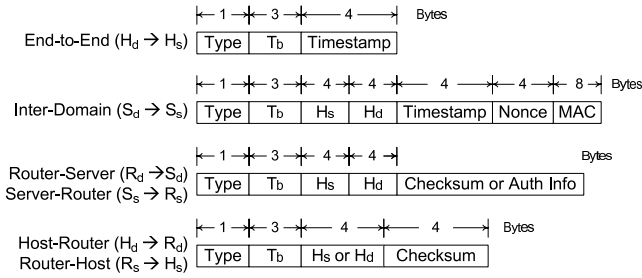 1 3 4 Bytes
End-to-End (Hd → Hs) Type Tb Timestamp
1 3 4 4 4 4 8 Bytes
Inter-Domain (Sd → Ss) Type Tb Hs Hd Timestamp Nonce MAC
1 3 4 4 Bytes
Router-Server (Rd → Sd)
Server-Router (Ss → Rs) Type Tb Hs Hd Checksum or Auth Info
1 3 4 4 Bytes
Host-Router (Hd → Rd)
Router-Host (Rs → Hs) Type Tb Hs or Hd Checksum